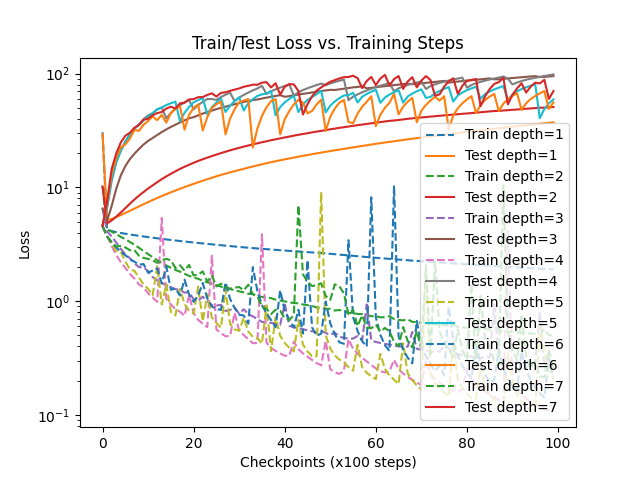 Train/Test Loss vs. Training Steps
10²
10¹
10⁰
10⁻¹
Loss
0 20 40 60 80 100
Checkpoints (x100 steps)
Train depth=1
Test depth=1
Train depth=2
Test depth=2
Train depth=3
Test depth=3
Train depth=4
Test depth=4
Train depth=5
Test depth=5
Train depth=6
Test depth=6
Train depth=7
Test depth=7